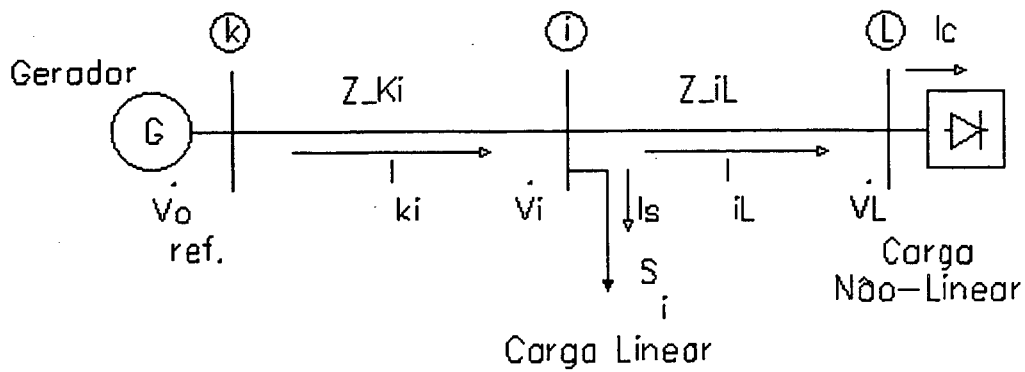 k
i
L
Ic
Gerador
Z_Ki
Z_iL
G
Vo
ref.
I
ki
Vi
Is
I
iL
VL
S
i
Carga
Não-Linear
Carga Linear